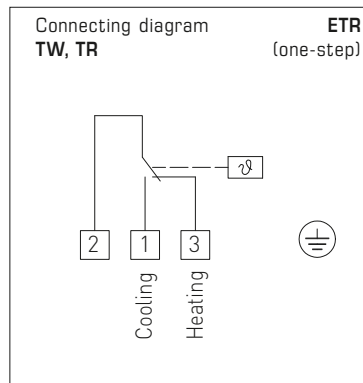 Connecting diagram
TW, TR
ETR
(one-step)
ϑ
2 1 3
Cooling
Heating